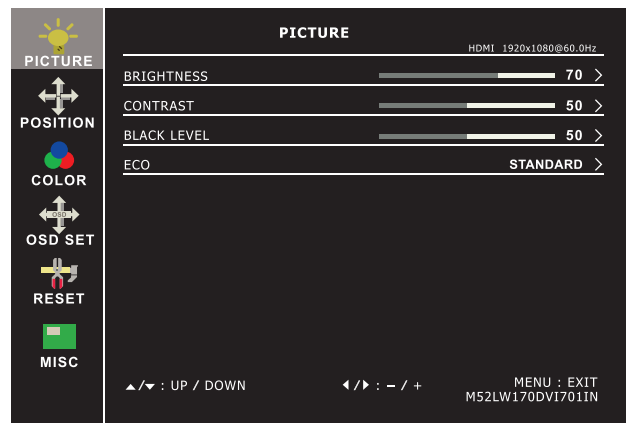 PICTURE
POSITION
COLOR
OSD
OSD SET
RESET
MISC
PICTURE
HDMI 1920x1080@60.0Hz
BRIGHTNESS 70
CONTRAST 50
BLACK LEVEL 50
ECO STANDARD
▲/▼ : UP / DOWN ◀/▶ : – / + MENU : EXIT
M52LW170DVI701IN